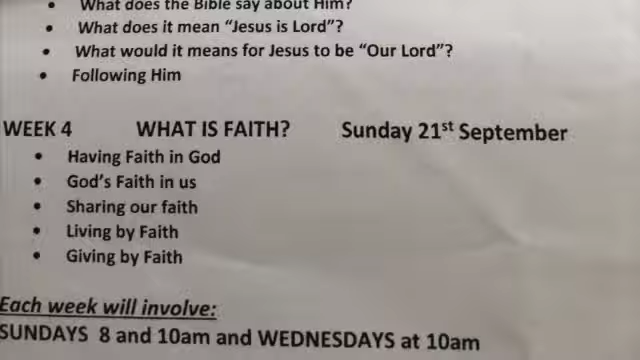 • What does the Bible say about Him?
• What does it mean “Jesus is Lord”?
• What would it means for Jesus to be “Our Lord”?
• Following Him
WEEK 4 WHAT IS FAITH? Sunday 21st September
• Having Faith in God
• God’s Faith in us
• Sharing our faith
• Living by Faith
• Giving by Faith
Each week will involve:
SUNDAYS 8 and 10am and WEDNESDAYS at 10am